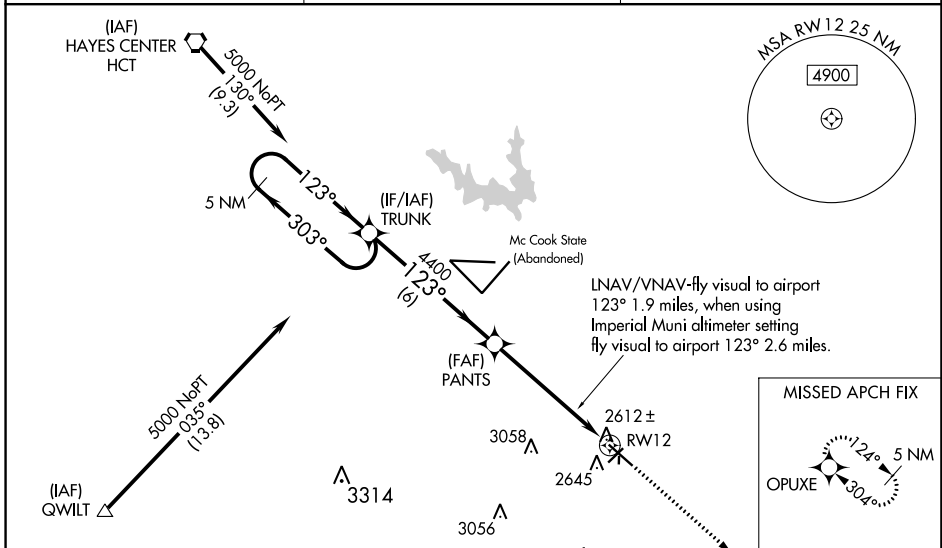 (IAF)
HAYES CENTER
HCT
5000 NoPT
130°
(9.3)
MSA RW12 25 NM
4900
5 NM
123°
303°
(IF/IAF)
TRUNK
4400
123°
(6)
Mc Cook State
(Abandoned)
LNAV/VNAV-fly visual to airport
123° 1.9 miles, when using
Imperial Muni altimeter setting
fly visual to airport 123° 2.6 miles.
(FAF)
PANTS
5000 NoPT
035°
(13.8)
(IAF)
QWILT
3314
3058
3056
2612 ±
RW12
2645
MISSED APCH FIX
OPUXE
124°
304°
5 NM